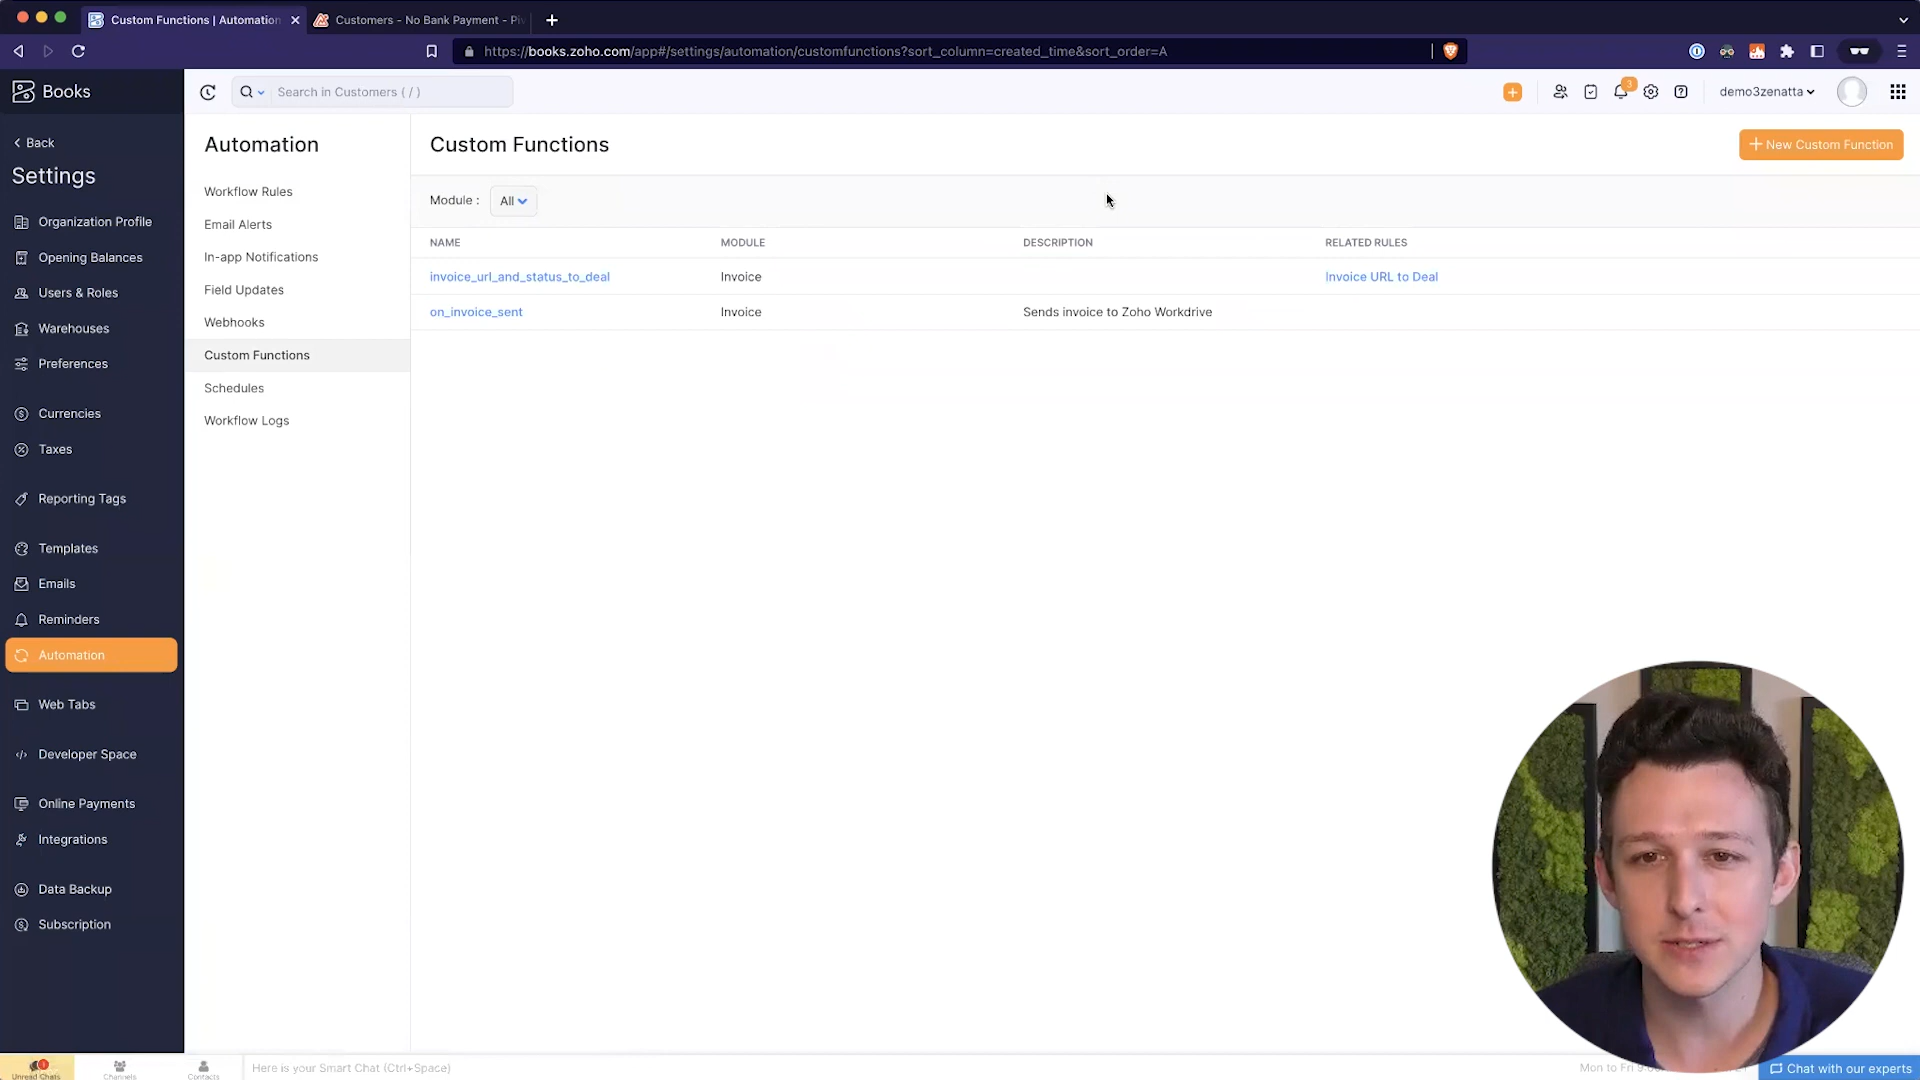 Custom Functions | Automation
Customers - No Bank Payment - Piv
https://books.zoho.com/app#/settings/automation/customfunctions?sort_column=created_time&sort_order=A
Books
Search in Customers ( / )
3
demo3zenatta
Back
Settings
Organization Profile
Opening Balances
Users & Roles
Warehouses
Preferences
Currencies
Taxes
Reporting Tags
Templates
Emails
Reminders
Automation
Web Tabs
Developer Space
Online Payments
Integrations
Data Backup
Subscription
Automation
Workflow Rules
Email Alerts
In-app Notifications
Field Updates
Webhooks
Custom Functions
Schedules
Workflow Logs
Custom Functions
+ New Custom Function
Module :
All
NAME MODULE DESCRIPTION RELATED RULES
invoice_url_and_status_to_deal Invoice Invoice URL to Deal
on_invoice_sent Invoice Sends invoice to Zoho Workdrive
Unread Chats
Channels
Contacts
Here is your Smart Chat (Ctrl+Space)
Mon to Fri
Chat with our experts